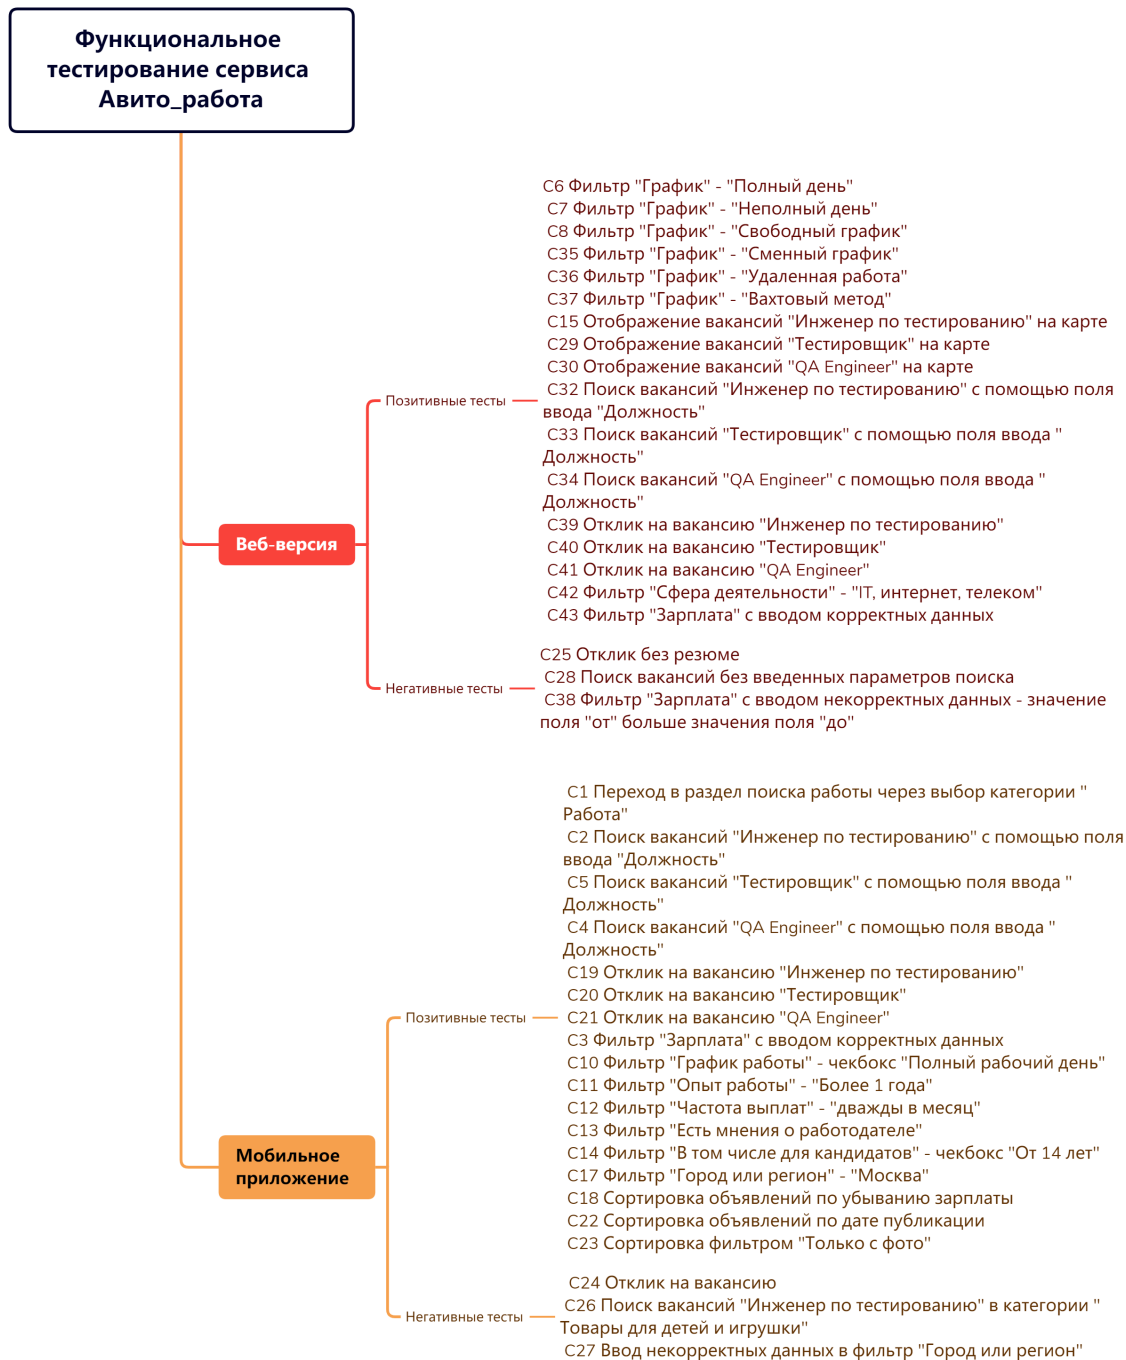 Функциональное
тестирование сервиса
Авито_работа
C6 Фильтр "График" - "Полный день"
C7 Фильтр "График" - "Неполный день"
C8 Фильтр "График" - "Свободный график"
C35 Фильтр "График" - "Сменный график"
C36 Фильтр "График" - "Удаленная работа"
C37 Фильтр "График" - "Вахтовый метод"
C15 Отображение вакансий "Инженер по тестированию" на карте
C29 Отображение вакансий "Тестировщик" на карте
C30 Отображение вакансий "QA Engineer" на карте
C32 Поиск вакансий "Инженер по тестированию" с помощью поля
ввода "Должность"
C33 Поиск вакансий "Тестировщик" с помощью поля ввода "
Должность"
C34 Поиск вакансий "QA Engineer" с помощью поля ввода "
Должность"
C39 Отклик на вакансию "Инженер по тестированию"
C40 Отклик на вакансию "Тестировщик"
C41 Отклик на вакансию "QA Engineer"
C42 Фильтр "Сфера деятельности" - "IT, интернет, телеком"
C43 Фильтр "Зарплата" с вводом корректных данных
Позитивные тесты
Веб-версия
C25 Отклик без резюме
C28 Поиск вакансий без введенных параметров поиска
C38 Фильтр "Зарплата" с вводом некорректных данных - значение
поля "от" больше значения поля "до"
Негативные тесты
C1 Переход в раздел поиска работы через выбор категории "
Работа"
C2 Поиск вакансий "Инженер по тестированию" с помощью поля
ввода "Должность"
C5 Поиск вакансий "Тестировщик" с помощью поля ввода "
Должность"
C4 Поиск вакансий "QA Engineer" с помощью поля ввода "
Должность"
C19 Отклик на вакансию "Инженер по тестированию"
C20 Отклик на вакансию "Тестировщик"
C21 Отклик на вакансию "QA Engineer"
C3 Фильтр "Зарплата" с вводом корректных данных
C10 Фильтр "График работы" - чекбокс "Полный рабочий день"
C11 Фильтр "Опыт работы" - "Более 1 года"
C12 Фильтр "Частота выплат" - "дважды в месяц"
C13 Фильтр "Есть мнения о работодателе"
C14 Фильтр "В том числе для кандидатов" - чекбокс "От 14 лет"
C17 Фильтр "Город или регион" - "Москва"
C18 Сортировка объявлений по убыванию зарплаты
C22 Сортировка объявлений по дате публикации
C23 Сортировка фильтром "Только с фото"
Позитивные тесты
Мобильное
приложение
C24 Отклик на вакансию
C26 Поиск вакансий "Инженер по тестированию" в категории "
Товары для детей и игрушки"
C27 Ввод некорректных данных в фильтр "Город или регион"
Негативные тесты